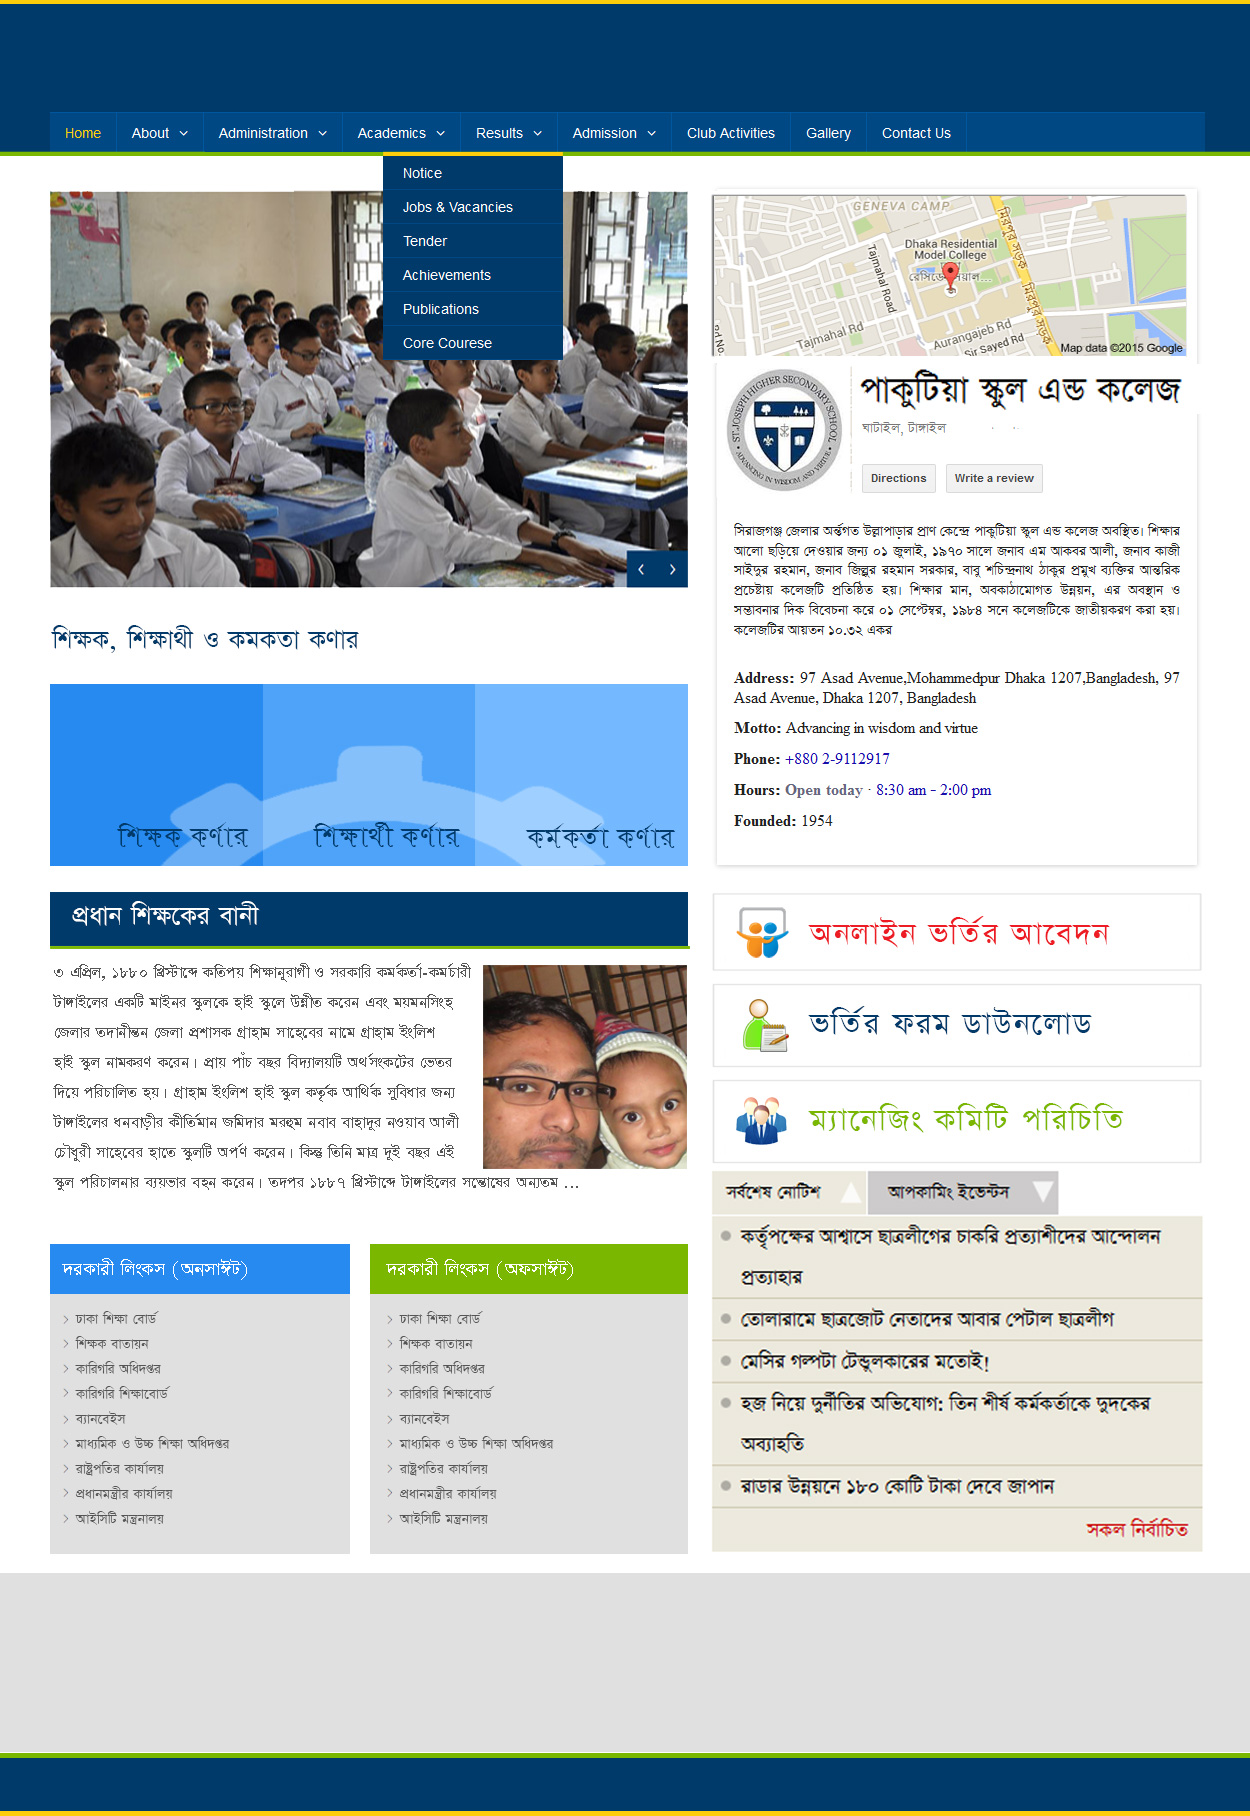 Home About Administration Academics Results Admission Club Activities Gallery Contact Us
Notice
Jobs & Vacancies
Tender
Achievements
Publications
Core Courese
GENEVA CAMP
Dhaka Residential
Model College
Tajmahal Road
Tajmahal Rd
Aurangajeb Rd
Sir Sayed Rd
Rd No.
মিরপুর সড়ক
মিরপুর সড়ক
Map data ©2015 Google
ST. JOSEPH HIGHER SECONDARY SCHOOL
ADVANCING IN WISDOM AND VIRTUE
পাকুটিয়া স্কুল এন্ড কলেজ
ঘাটাইল, টাঙ্গাইল
Directions Write a review
সিরাজগঞ্জ জেলার অর্ন্তগত উল্লাপাড়ার প্রাণ কেন্দ্রে পাকুটিয়া স্কুল এন্ড কলেজ অবস্থিত। শিক্ষার
আলো ছড়িয়ে দেওয়ার জন্য ০১ জুলাই, ১৯৭০ সালে জনাব এম আকবর আলী, জনাব কাজী
সাইদুর রহমান, জনাব জিল্লুর রহমান সরকার, বাবু শচিন্দ্রনাথ ঠাকুর প্রমুখ ব্যক্তির আন্তরিক
প্রচেষ্টায় কলেজটি প্রতিষ্ঠিত হয়। শিক্ষার মান, অবকাঠামোগত উন্নয়ন, এর অবস্থান ও
সম্ভাবনার দিক বিবেচনা করে ০১ সেপ্টেম্বর, ১৯৮৪ সনে কলেজটিকে জাতীয়করণ করা হয়।
কলেজটির আয়তন ১০.৩২ একর
Address: 97 Asad Avenue,Mohammedpur Dhaka 1207,Bangladesh, 97
Asad Avenue, Dhaka 1207, Bangladesh
Motto: Advancing in wisdom and virtue
Phone: +880 2-9112917
Hours: Open today · 8:30 am - 2:00 pm
Founded: 1954
শিক্ষক, শিক্ষাথী ও কমকতা কণার
শিক্ষক কর্ণার শিক্ষার্থী কর্ণার কর্মকর্তা কর্ণার
প্রধান শিক্ষকের বানী
৩ এপ্রিল, ১৮৮০ খ্রিস্টাব্দে কতিপয় শিক্ষানুরাগী ও সরকারি কর্মকর্তা-কর্মচারী
টাঙ্গাইলের একটি মাইনর স্কুলকে হাই স্কুলে উন্নীত করেন এবং ময়মনসিংহ
জেলার তদানীন্তন জেলা প্রশাসক গ্রাহাম সাহেবের নামে গ্রাহাম ইংলিশ
হাই স্কুল নামকরণ করেন। প্রায় পাঁচ বছর বিদ্যালয়টি অর্থসংকটের ভেতর
দিয়ে পরিচালিত হয়। গ্রাহাম ইংলিশ হাই স্কুল কর্তৃক আর্থিক সুবিধার জন্য
টাঙ্গাইলের ধনবাড়ীর কীর্তিমান জমিদার মরহুম নবাব বাহাদূর নওয়াব আলী
চৌধুরী সাহেবের হাতে স্কুলটি অর্পণ করেন। কিন্তু তিনি মাত্র দূই বছর এই
স্কুল পরিচালনার ব্যয়ভার বহন করেন। তদপর ১৮৮৭ খ্রিস্টাব্দে টাঙ্গাইলের সন্তোষের অন্যতম ...
অনলাইন ভর্তির আবেদন
ভর্তির ফরম ডাউনলোড
ম্যানেজিং কমিটি পরিচিতি
সর্বশেষ নোটিশ আপকামিং ইভেন্টস
কর্তৃপক্ষের আশ্বাসে ছাত্রলীগের চাকরি প্রত্যাশীদের আন্দোলন
প্রত্যাহার
তোলারামে ছাত্রজোট নেতাদের আবার পেটাল ছাত্রলীগ
মেসির গল্পটা টেন্ডুলকারের মতোই!
হজ নিয়ে দুর্নীতির অভিযোগ: তিন শীর্ষ কর্মকর্তাকে দুদকের
অব্যাহতি
রাডার উন্নয়নে ১৮০ কোটি টাকা দেবে জাপান
সকল নির্বাচিত
দরকারী লিংকস (অনসাইট)
ঢাকা শিক্ষা বোর্ড
শিক্ষক বাতায়ন
কারিগরি অধিদপ্তর
কারিগরি শিক্ষাবোর্ড
ব্যানবেইস
মাধ্যমিক ও উচ্চ শিক্ষা অধিদপ্তর
রাষ্ট্রপতির কার্যালয়
প্রধানমন্ত্রীর কার্যালয়
আইসিটি মন্ত্রনালয়
দরকারী লিংকস (অফসাইট)
ঢাকা শিক্ষা বোর্ড
শিক্ষক বাতায়ন
কারিগরি অধিদপ্তর
কারিগরি শিক্ষাবোর্ড
ব্যানবেইস
মাধ্যমিক ও উচ্চ শিক্ষা অধিদপ্তর
রাষ্ট্রপতির কার্যালয়
প্রধানমন্ত্রীর কার্যালয়
আইসিটি মন্ত্রনালয়